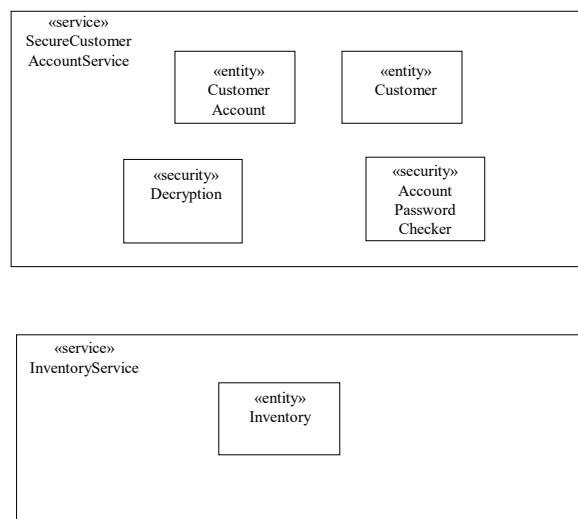 «service»
SecureCustomer
AccountService
«entity»
Customer
Account
«entity»
Customer
«security»
Decryption
«security»
Account
Password
Checker
«service»
InventoryService
«entity»
Inventory